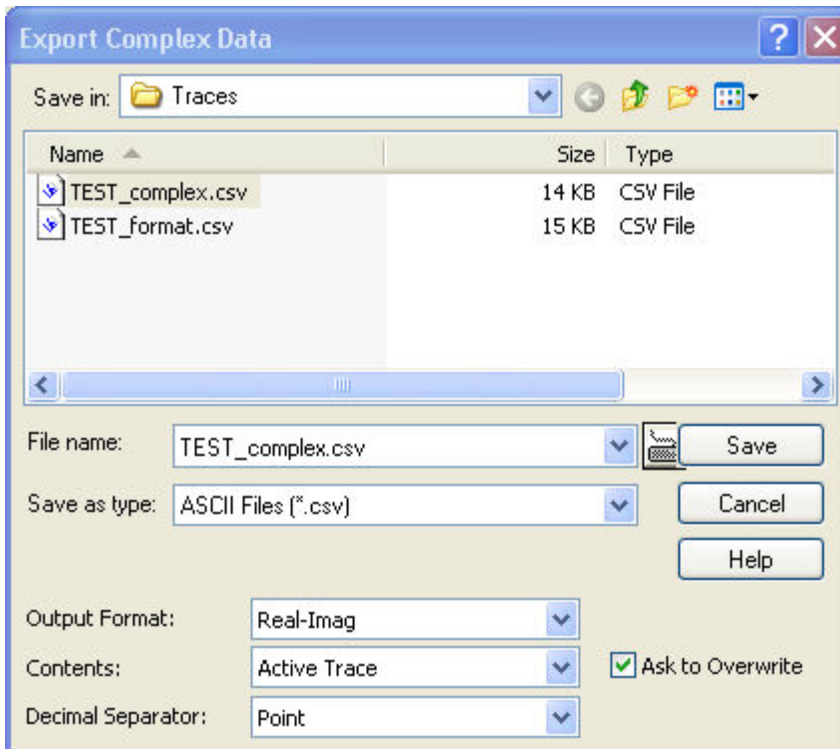 Export Complex Data
Save in: Traces
Name Size Type
TEST_complex.csv 14 KB CSV File
TEST_format.csv 15 KB CSV File
File name: TEST_complex.csv Save
Save as type: ASCII Files (*.csv) Cancel
Help
Output Format: Real-Imag
Contents: Active Trace Ask to Overwrite
Decimal Separator: Point